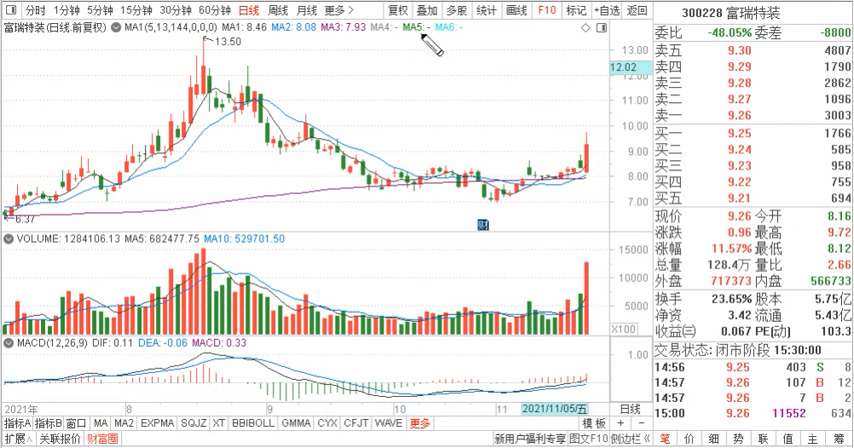 分时 1分钟 5分钟 15分钟 30分钟 60分钟 日线 周线 月线 更多 > 复权 叠加 多股 统计 画线 F10 标记 +自选 返回
富瑞特装(日线.前复权) MA1(5,13,144,0,0,0) MA1: 8.46 MA2: 8.08 MA3: 7.93 MA4: - MA5: - MA6: -
13.50
13.00
12.02
12.00
11.00
10.00
9.00
8.00
7.00
6.37
财
VOLUME: 1284106.13 MA5: 682477.75 MA10: 529701.50
15000
10000
5000
X100
MACD(12,26,9) DIF: 0.11 DEA: -0.06 MACD: 0.33
1.00
0.00
2021年 8 9 10 11 2021/11/05/五 日线
指标A 指标B 窗口 MA MACD EXPMA SQJZ XT BBIBOLL GMMA CYX CFJT WAVE 更多 模板 + -
扩展∧ 关联报价 财富圈 新用户福利专享 图文F10 侧边栏《
300228 富瑞特装
委比 -48.05% 委差 -8800
卖五 9.30 4807
卖四 9.29 1790
卖三 9.28 2862
卖二 9.27 1096
卖一 9.26 3003
买一 9.25 1766
买二 9.24 585
买三 9.23 958
买四 9.22 755
买五 9.21 694
现价 9.26 今开 8.16
涨跌 0.96 最高 9.72
涨幅 11.57% 最低 8.12
总量 128.4万 量比 2.66
外盘 717373 内盘 566733
换手 23.65% 股本 5.75亿
净资 3.42 流通 5.43亿
收益㈢ 0.067 PE(动) 103.3
交易状态: 闭市阶段 15:30:00
14:56 9.25 403 S 8
14:57 9.26 107 B 12
14:57 9.26 7 B 2
15:00 9.26 11552 634
笔 价 细 势 联 值 主 筹